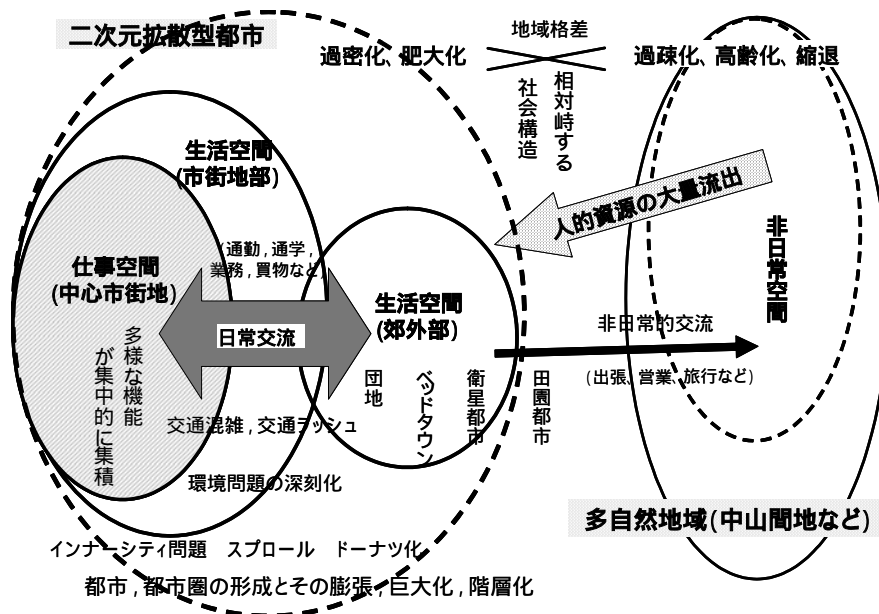 二次元拡散型都市
過密化、肥大化
地域格差
過疎化、高齢化、縮退
相対峙する
社会構造
生活空間
(市街地部)
人的資源の大量流出
仕事空間
(中心市街地)
(通勤,通学,
業務,買物など)
日常交流
生活空間
(郊外部)
非日常空間
非日常的交流
(出張、営業、旅行など)
多様な機能
が集中的に集積
団地
ベッドタウン
衛星都市
田園都市
交通混雑,交通ラッシュ
環境問題の深刻化
多自然地域(中山間地など)
インナーシティ問題 スプロール ドーナツ化
都市,都市圏の形成とその膨張,巨大化,階層化